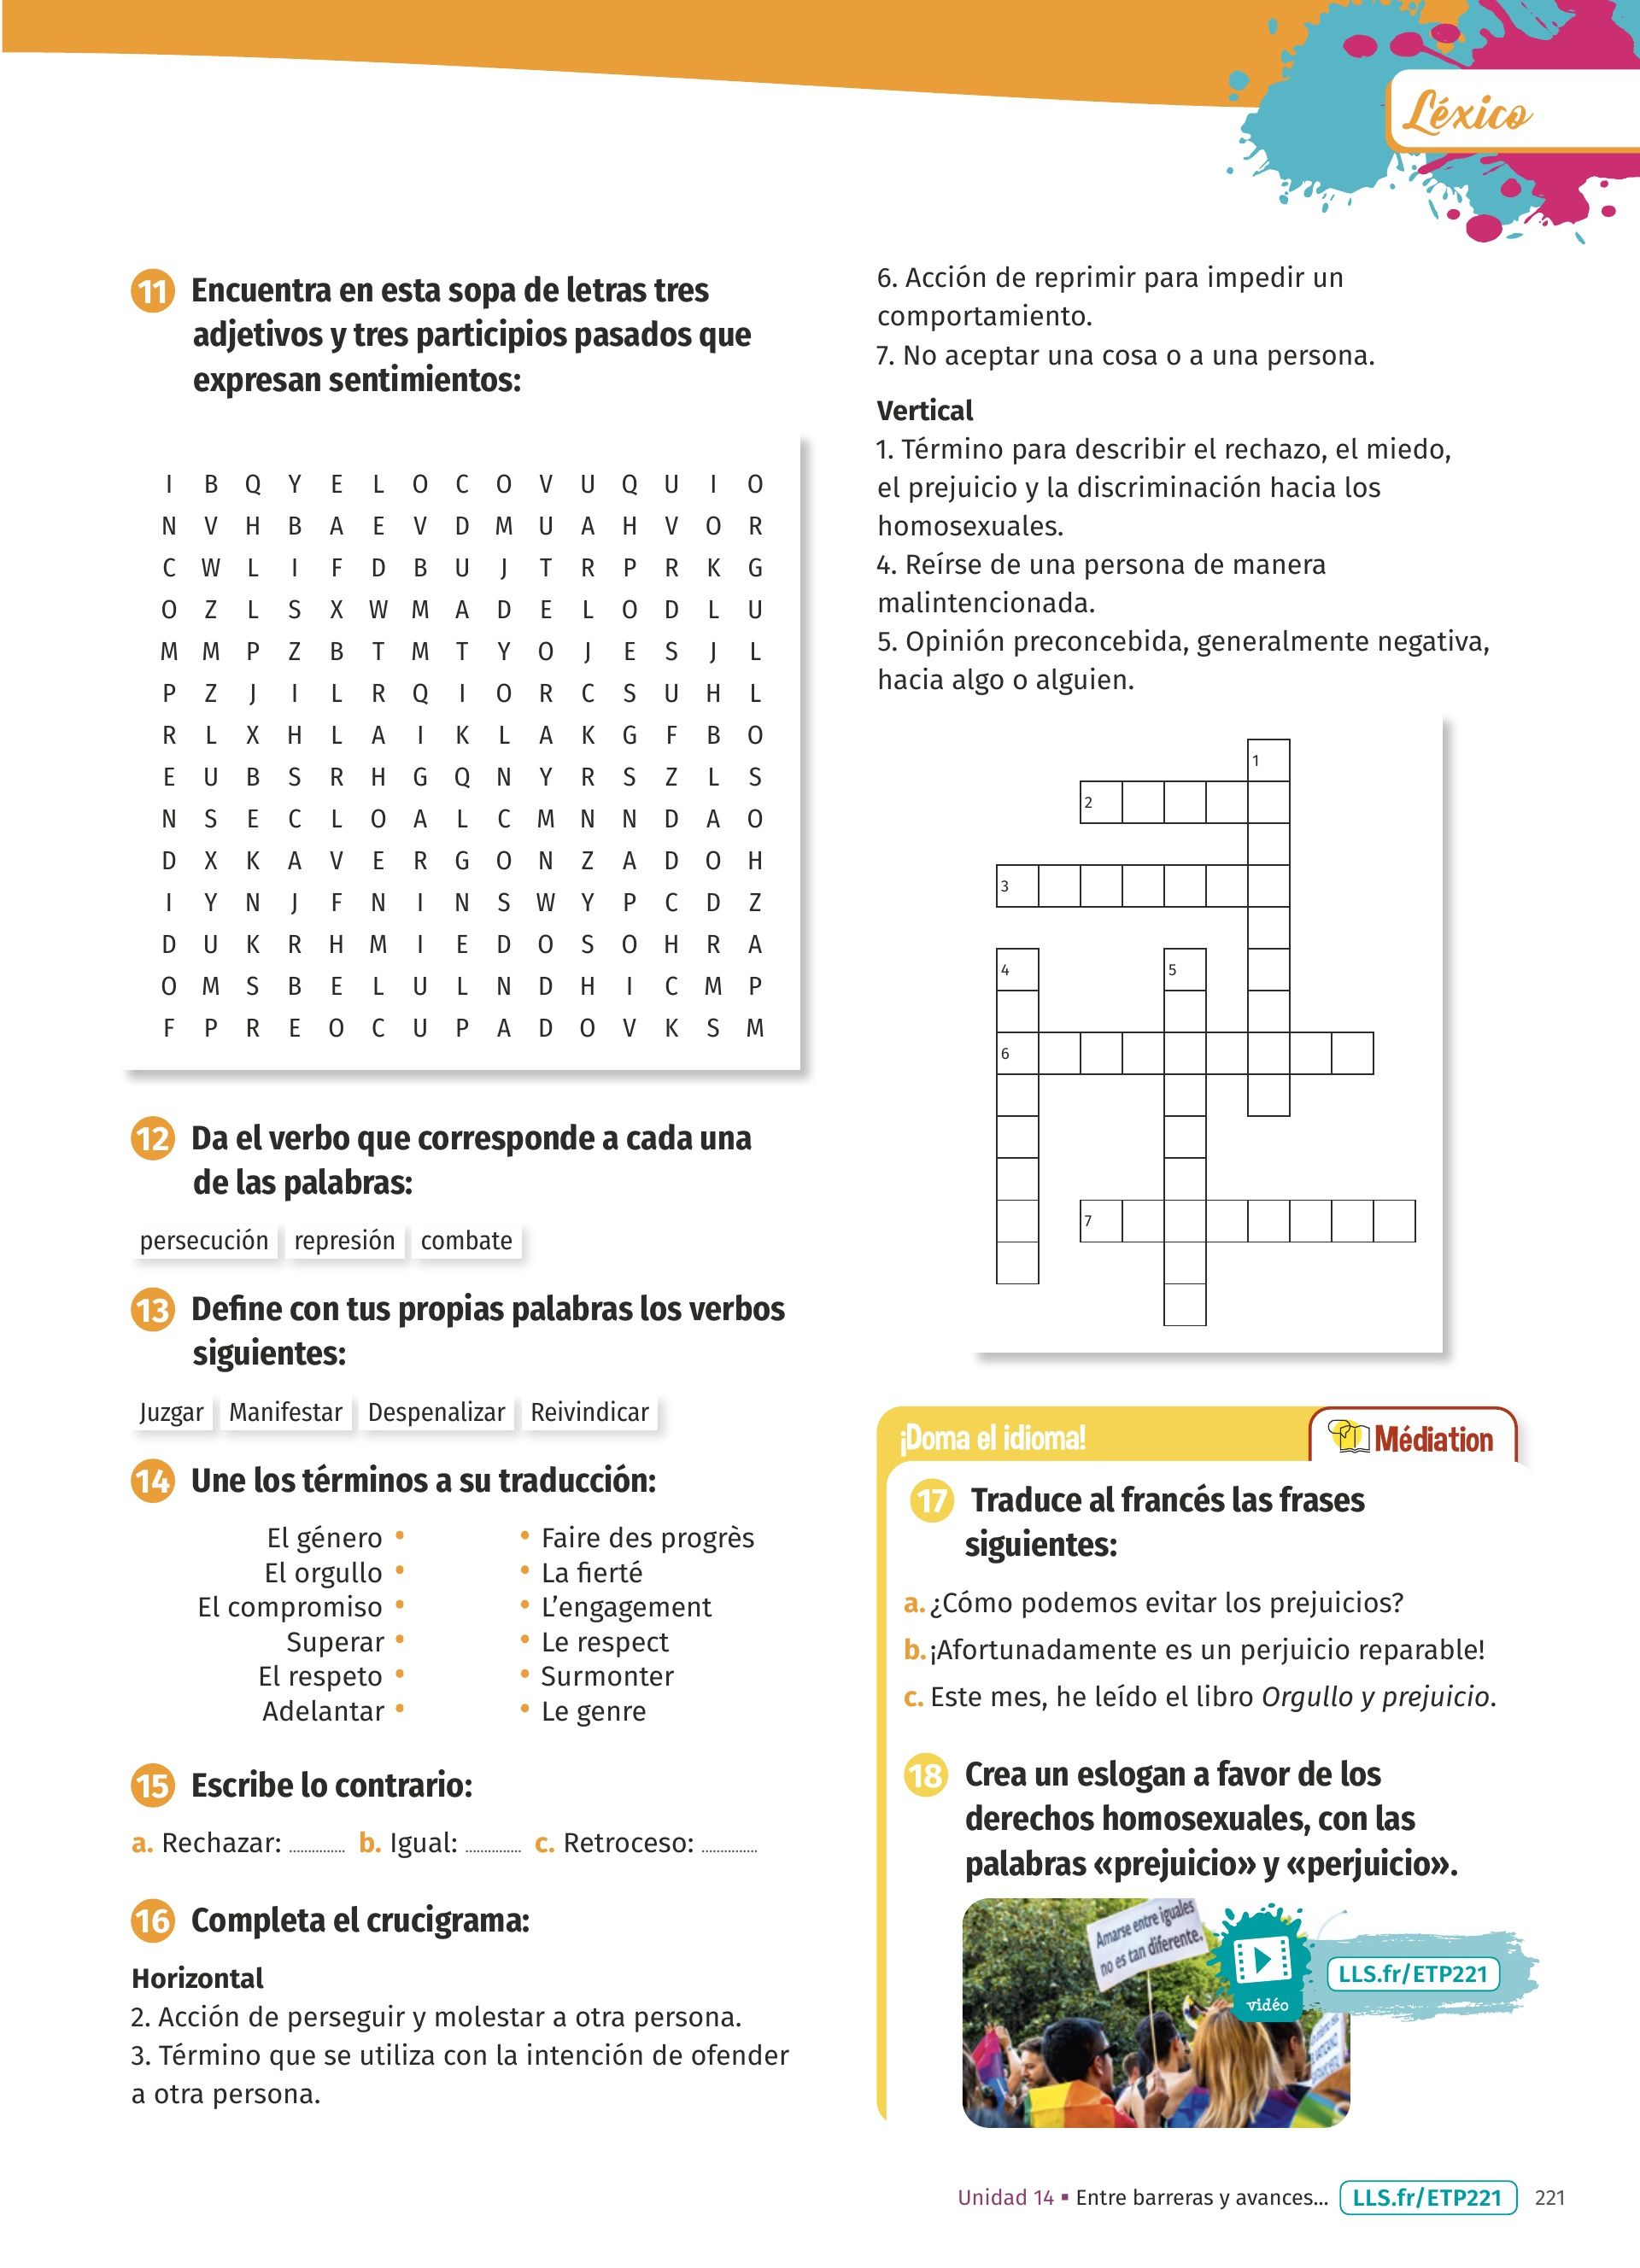 Léxico
11 Encuentra en esta sopa de letras tres
adjetivos y tres participios pasados que
expresan sentimientos:
I B Q Y E L O C O V U Q U I O
N V H B A E V D M U A H V O R
C W L I F D B U J T R P R K G
O Z L S X W M A D E L O D L U
M M P Z B T M T Y O J E S J L
P Z J I L R Q I O R C S U H L
R L X H L A I K L A K G F B O
E U B S R H G Q N Y R S Z L S
N S E C L O A L C M N N D A O
D X K A V E R G O N Z A D O H
I Y N J F N I N S W Y P C D Z
D U K R H M I E D O S O H R A
O M S B E L U L N D H I C M P
F P R E O C U P A D O V K S M
12 Da el verbo que corresponde a cada una
de las palabras:
persecución represión combate
13 Define con tus propias palabras los verbos
siguientes:
Juzgar Manifestar Despenalizar Reivindicar
14 Une los términos a su traducción:
El género • • Faire des progrès
El orgullo • • La fierté
El compromiso • • L’engagement
Superar • • Le respect
El respeto • • Surmonter
Adelantar • • Le genre
15 Escribe lo contrario:
a. Rechazar: ............ b. Igual: ............ c. Retroceso: ............
16 Completa el crucigrama:
Horizontal
2. Acción de perseguir y molestar a otra persona.
3. Término que se utiliza con la intención de ofender
a otra persona.
6. Acción de reprimir para impedir un
comportamiento.
7. No aceptar una cosa o a una persona.
Vertical
1. Término para describir el rechazo, el miedo,
el prejuicio y la discriminación hacia los
homosexuales.
4. Reírse de una persona de manera
malintencionada.
5. Opinión preconcebida, generalmente negativa,
hacia algo o alguien.
1
2
3
4 5
6
7
¡Doma el idioma! Médiation
17 Traduce al francés las frases
siguientes:
a. ¿Cómo podemos evitar los prejuicios?
b. ¡Afortunadamente es un perjuicio reparable!
c. Este mes, he leído el libro Orgullo y prejuicio.
18 Crea un eslogan a favor de los
derechos homosexuales, con las
palabras «prejuicio» y «perjuicio».
Amarse entre iguales
no es tan diferente.
vidéo
LLS.fr/ETP221
Unidad 14 ▪ Entre barreras y avances... LLS.fr/ETP221 221